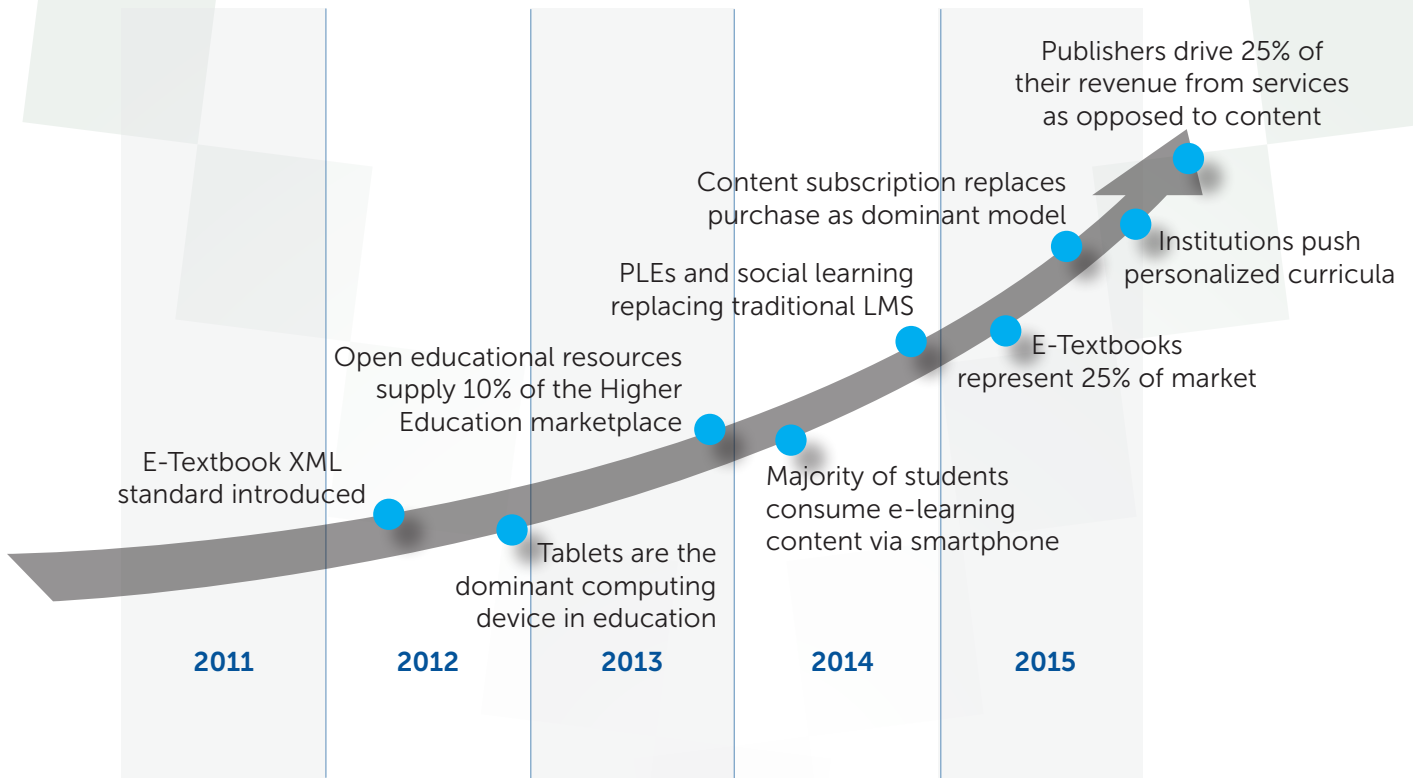 Publishers drive 25% of
their revenue from services
as opposed to content
Content subscription replaces
purchase as dominant model
Institutions push
personalized curricula
PLEs and social learning
replacing traditional LMS
E-Textbooks
represent 25% of market
Open educational resources
supply 10% of the Higher
Education marketplace
Majority of students
consume e-learning
content via smartphone
E-Textbook XML
standard introduced
Tablets are the
dominant computing
device in education
2011
2012
2013
2014
2015